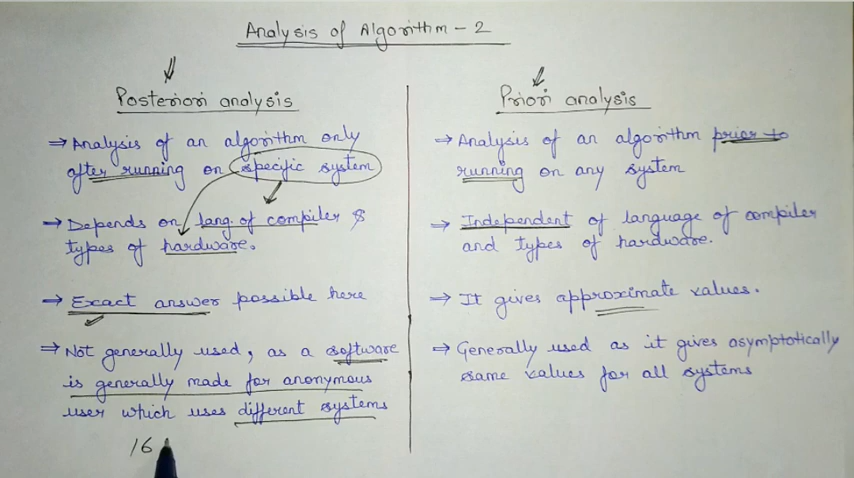 Analysis of Algorithm - 2
Posteriori analysis
⇒ Analysis of an algorithm only
after running on specific system
⇒ Depends on lang. of compiler &
types of hardware.
⇒ Exact answer possible here
⇒ Not generally used, as a software
is generally made for anonymous
user which uses different systems
16
Priori analysis
⇒ Analysis of an algorithm prior to
running on any system
⇒ Independent of language of compiler
and types of hardware.
⇒ It gives approximate values.
⇒ Generally used as it gives asymptotically
same values for all systems